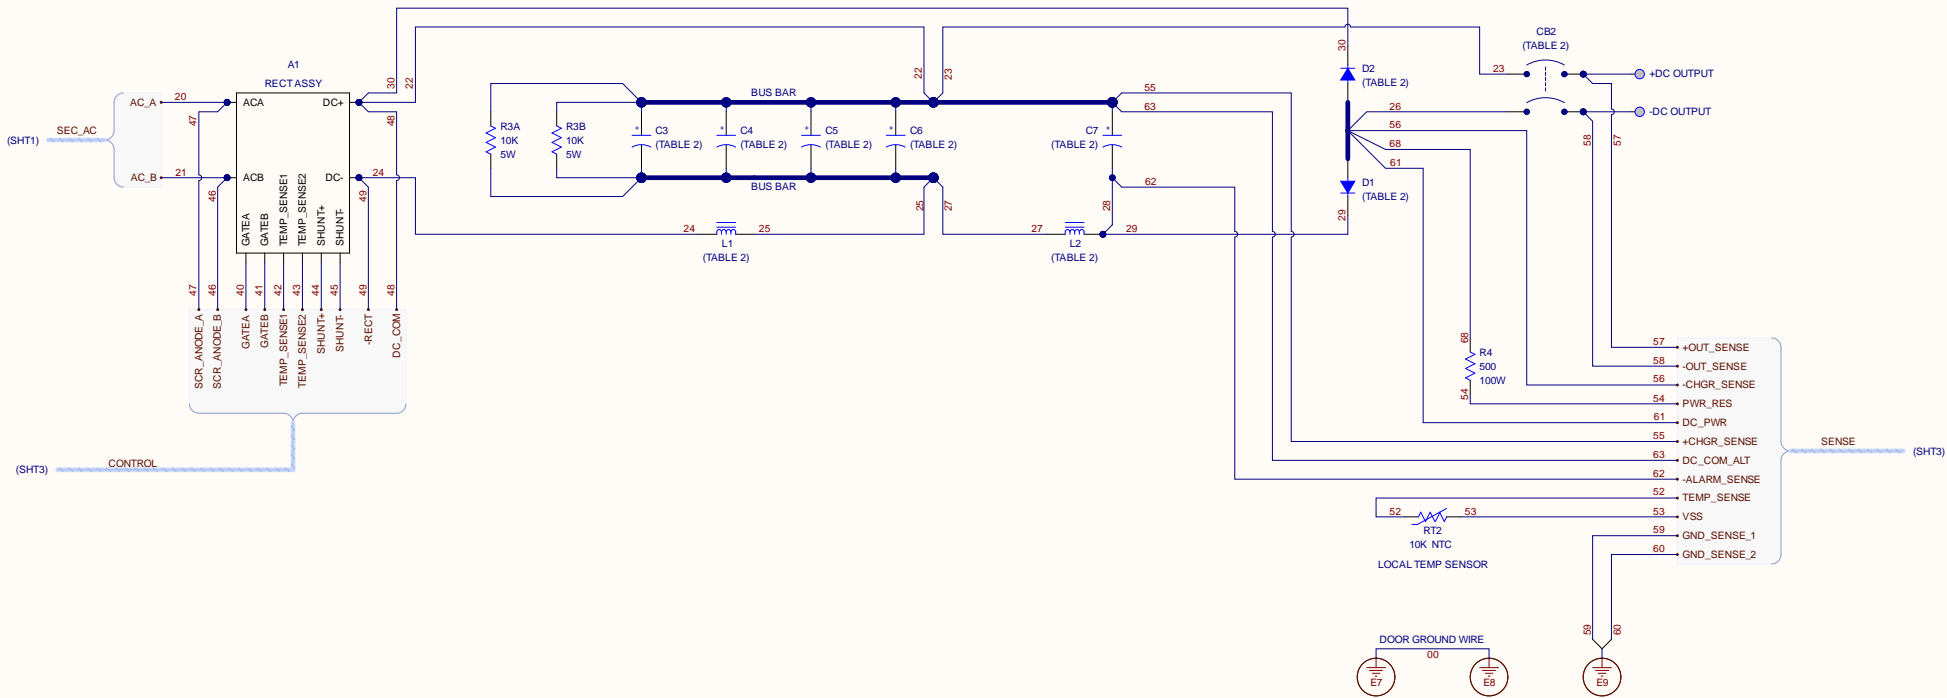 A1
RECT ASSY
(SHT1)
SEC_AC
AC_A
20
AC_B
21
47
46
ACA
ACB
DC+
DC-
GATEA
GATEB
TEMP_SENSE1
TEMP_SENSE2
SHUNT+
SHUNT-
30
22
48
24
49
47
46
40
41
42
43
44
45
49
48
SCR_ANODE_A
SCR_ANODE_B
GATEA
GATEB
TEMP_SENSE1
TEMP_SENSE2
SHUNT+
SHUNT-
-RECT
DC_COM
(SHT3)
CONTROL
R3A
10K
5W
R3B
10K
5W
BUS BAR
C3
(TABLE 2)
C4
(TABLE 2)
C5
(TABLE 2)
C6
(TABLE 2)
C7
(TABLE 2)
+
+
+
+
+
BUS BAR
22
23
25
27
24
25
L1
(TABLE 2)
27
29
L2
(TABLE 2)
28
55
63
62
30
D2
(TABLE 2)
D1
(TABLE 2)
29
26
56
68
61
CB2
(TABLE 2)
23
+DC OUTPUT
-DC OUTPUT
58
57
68
R4
500
100W
54
57
+OUT_SENSE
58
-OUT_SENSE
56
-CHGR_SENSE
54
PWR_RES
61
DC_PWR
55
+CHGR_SENSE
63
DC_COM_ALT
62
-ALARM_SENSE
52
TEMP_SENSE
53
VSS
59
GND_SENSE_1
60
GND_SENSE_2
SENSE
(SHT3)
52
53
RT2
10K NTC
LOCAL TEMP SENSOR
59
60
DOOR GROUND WIRE
00
E7
E8
E9